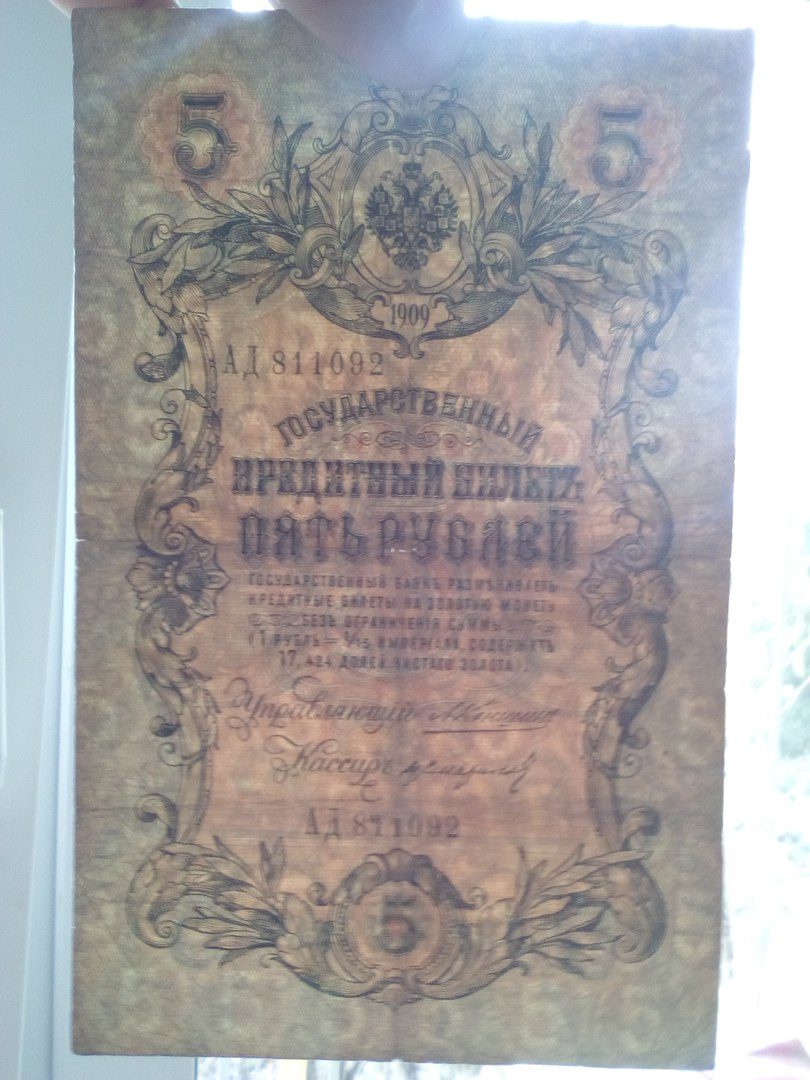 5 5
1909
АД 811092
ГОСУДАРСТВЕННЫЙ
КРЕДИТНЫЙ БИЛЕТЪ
ПЯТЬ РУБЛЕЙ
ГОСУДАРСТВЕННЫЙ БАНКЪ РАЗМѢНИВАЕТЪ
КРЕДИТНЫЕ БИЛЕТЫ НА ЗОЛОТУЮ МОНЕТУ
БЕЗЪ ОГРАНИЧЕНІЯ СУММЫ
(1 РУБЛЬ = 1/15 ИМПЕРІАЛА, СОДЕРЖИТЪ
17,424 ДОЛЕЙ ЧИСТАГО ЗОЛОТА).
Управляющій
Кассиръ
АД 811092
5